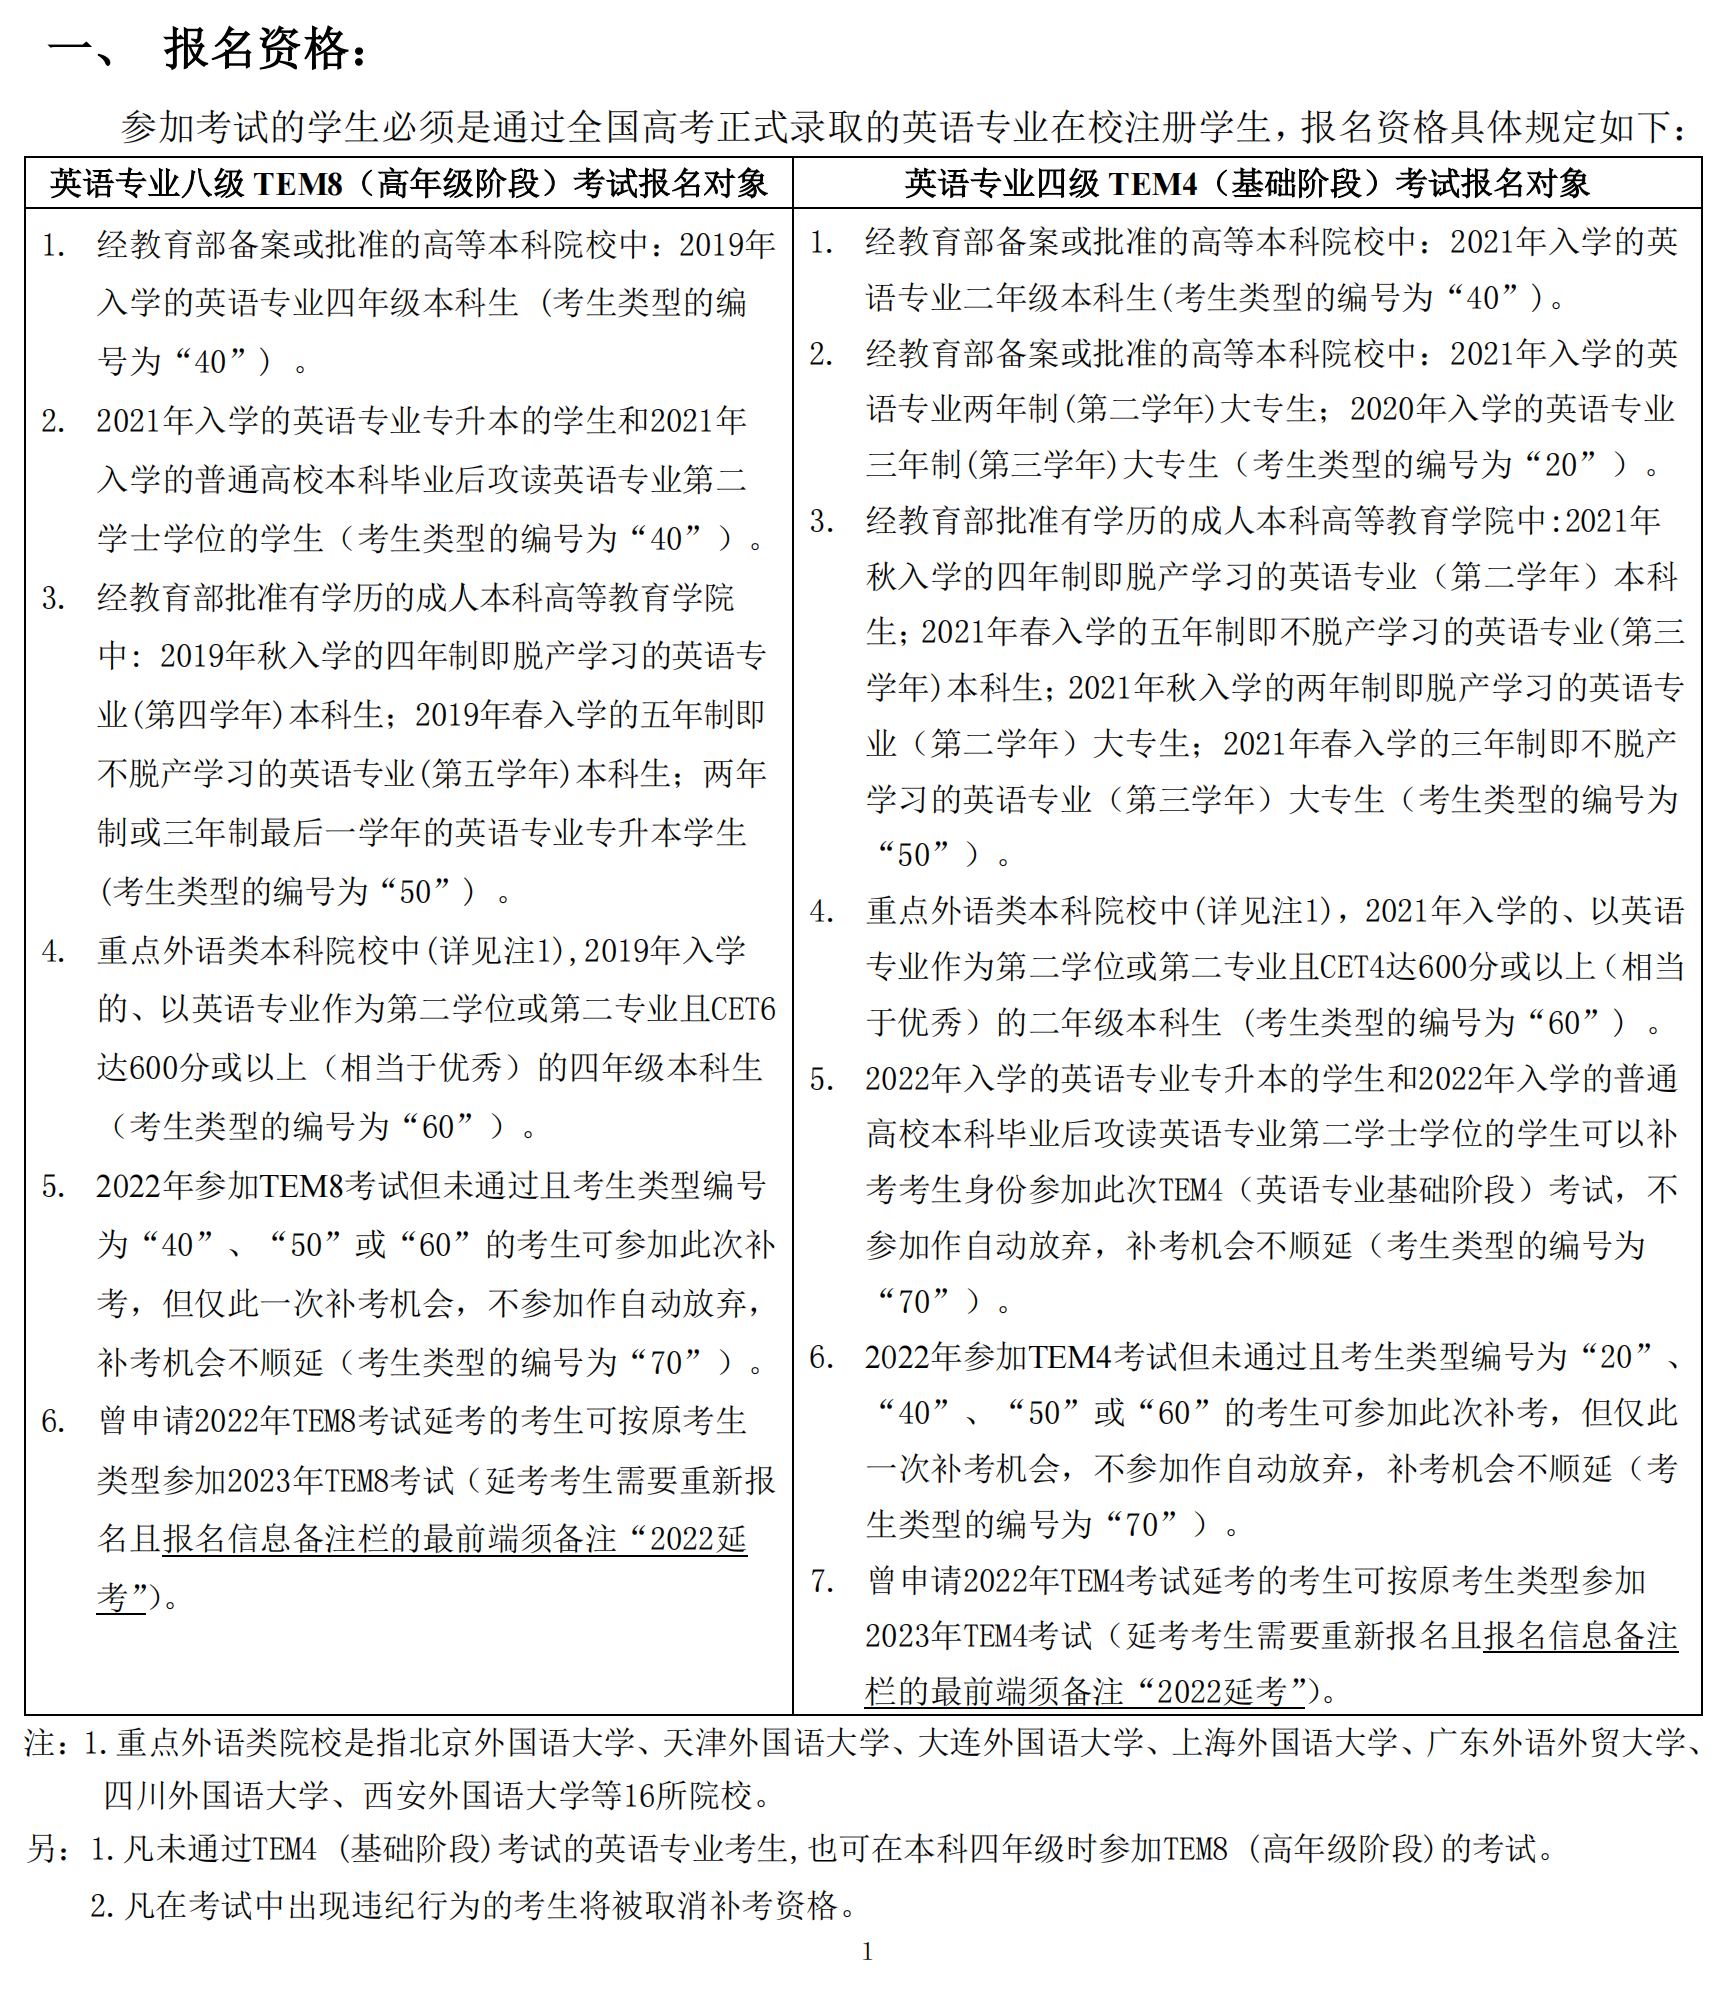 一、 报名资格：
参加考试的学生必须是通过全国高考正式录取的英语专业在校注册学生，报名资格具体规定如下：
英语专业八级 TEM8（高年级阶段）考试报名对象
1. 经教育部备案或批准的高等本科院校中：2019年
入学的英语专业四年级本科生 (考生类型的编
号为“40”) 。
2. 2021年入学的英语专业专升本的学生和2021年
入学的普通高校本科毕业后攻读英语专业第二
学士学位的学生（考生类型的编号为“40”）。
3. 经教育部批准有学历的成人本科高等教育学院
中：2019年秋入学的四年制即脱产学习的英语专
业(第四学年)本科生；2019年春入学的五年制即
不脱产学习的英语专业(第五学年)本科生；两年
制或三年制最后一学年的英语专业专升本学生
(考生类型的编号为“50”) 。
4. 重点外语类本科院校中(详见注1),2019年入学
的、以英语专业作为第二学位或第二专业且CET6
达600分或以上（相当于优秀）的四年级本科生
（考生类型的编号为“60”）。
5. 2022年参加TEM8考试但未通过且考生类型编号
为“40”、“50”或“60”的考生可参加此次补
考，但仅此一次补考机会，不参加作自动放弃，
补考机会不顺延（考生类型的编号为“70”）。
6. 曾申请2022年TEM8考试延考的考生可按原考生
类型参加2023年TEM8考试（延考考生需要重新报
名且报名信息备注栏的最前端须备注“2022延
考”）。
英语专业四级 TEM4（基础阶段）考试报名对象
1. 经教育部备案或批准的高等本科院校中：2021年入学的英
语专业二年级本科生(考生类型的编号为“40”)。
2. 经教育部备案或批准的高等本科院校中：2021年入学的英
语专业两年制(第二学年)大专生；2020年入学的英语专业
三年制(第三学年)大专生（考生类型的编号为“20”）。
3. 经教育部批准有学历的成人本科高等教育学院中:2021年
秋入学的四年制即脱产学习的英语专业（第二学年）本科
生；2021年春入学的五年制即不脱产学习的英语专业(第三
学年)本科生；2021年秋入学的两年制即脱产学习的英语专
业（第二学年）大专生；2021年春入学的三年制即不脱产
学习的英语专业（第三学年）大专生（考生类型的编号为
“50”）。
4. 重点外语类本科院校中(详见注1)，2021年入学的、以英语
专业作为第二学位或第二专业且CET4达600分或以上（相当
于优秀）的二年级本科生 (考生类型的编号为“60”) 。
5. 2022年入学的英语专业专升本的学生和2022年入学的普通
高校本科毕业后攻读英语专业第二学士学位的学生可以补
考考生身份参加此次TEM4（英语专业基础阶段）考试，不
参加作自动放弃，补考机会不顺延（考生类型的编号为
“70”）。
6. 2022年参加TEM4考试但未通过且考生类型编号为“20”、
“40”、“50”或“60”的考生可参加此次补考，但仅此
一次补考机会，不参加作自动放弃，补考机会不顺延（考
生类型的编号为“70”）。
7. 曾申请2022年TEM4考试延考的考生可按原考生类型参加
2023年TEM4考试（延考考生需要重新报名且报名信息备注
栏的最前端须备注“2022延考”）。
注：1.重点外语类院校是指北京外国语大学、天津外国语大学、大连外国语大学、上海外国语大学、广东外语外贸大学、
四川外国语大学、西安外国语大学等16所院校。
另：1.凡未通过TEM4 (基础阶段)考试的英语专业考生,也可在本科四年级时参加TEM8 (高年级阶段)的考试。
2.凡在考试中出现违纪行为的考生将被取消补考资格。
1